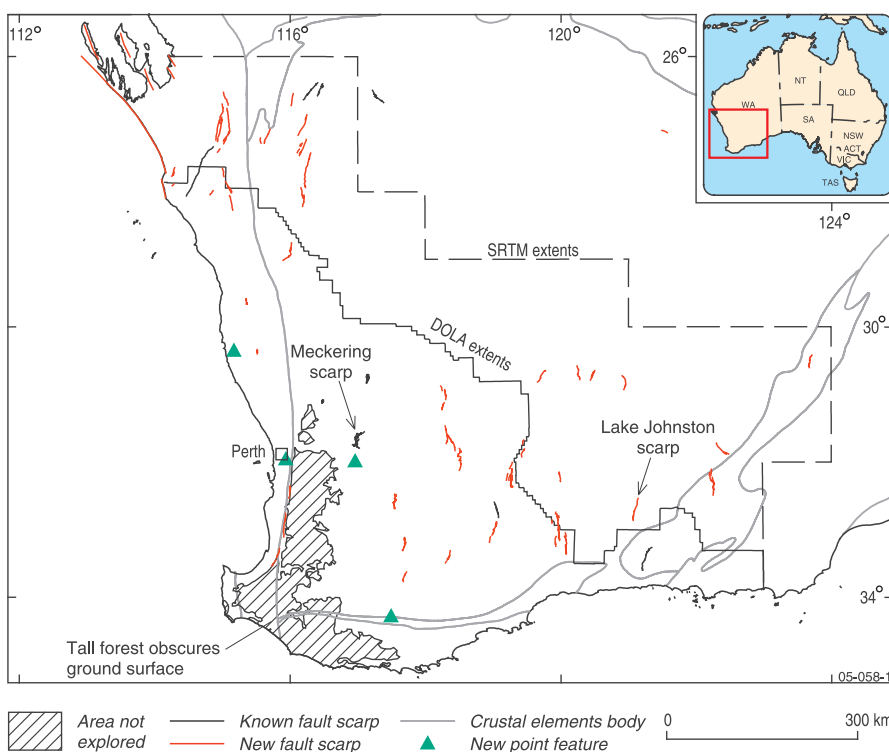 112°
116°
120°
26°
NT
QLD
WA
SA
NSW
ACT
VIC
TAS
124°
SRTM extents
30°
DOLA extents
Meckering
scarp
Lake Johnston
scarp
Perth
34°
Tall forest obscures
ground surface
05-058-1
Area not
explored
Known fault scarp
New fault scarp
Crustal elements body
New point feature
0
300 km